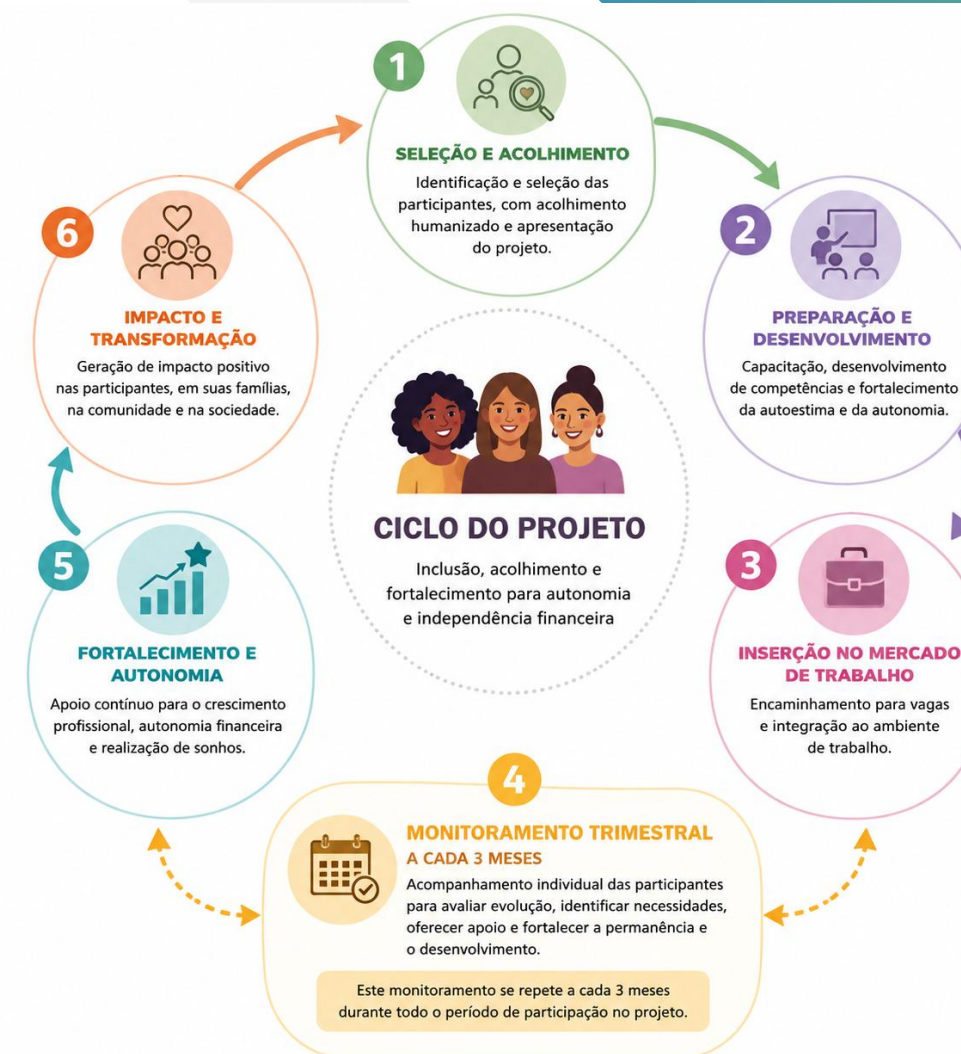 1
SELEÇÃO E ACOLHIMENTO
Identificação e seleção das
participantes, com acolhimento
humanizado e apresentação
do projeto.
2
PREPARAÇÃO E
DESENVOLVIMENTO
Capacitação, desenvolvimento
de competências e fortalecimento
da autoestima e da autonomia.
3
INSERÇÃO NO MERCADO
DE TRABALHO
Encaminhamento para vagas
e integração ao ambiente
de trabalho.
4
MONITORAMENTO TRIMESTRAL
A CADA 3 MESES
Acompanhamento individual das participantes
para avaliar evolução, identificar necessidades,
oferecer apoio e fortalecer a permanência e
o desenvolvimento.
Este monitoramento se repete a cada 3 meses
durante todo o período de participação no projeto.
5
FORTALECIMENTO E
AUTONOMIA
Apoio contínuo para o crescimento
profissional, autonomia financeira
e realização de sonhos.
6
IMPACTO E
TRANSFORMAÇÃO
Geração de impacto positivo
nas participantes, em suas famílias,
na comunidade e na sociedade.
CICLO DO PROJETO
Inclusão, acolhimento e
fortalecimento para autonomia
e independência financeira